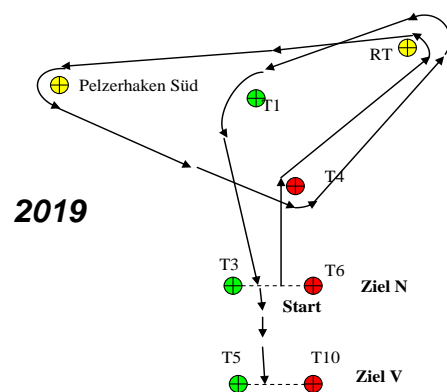 RT
Pelzerhaken Süd
T1
T4
2019
T3 T6
Ziel N
Start
T5 T10
Ziel V